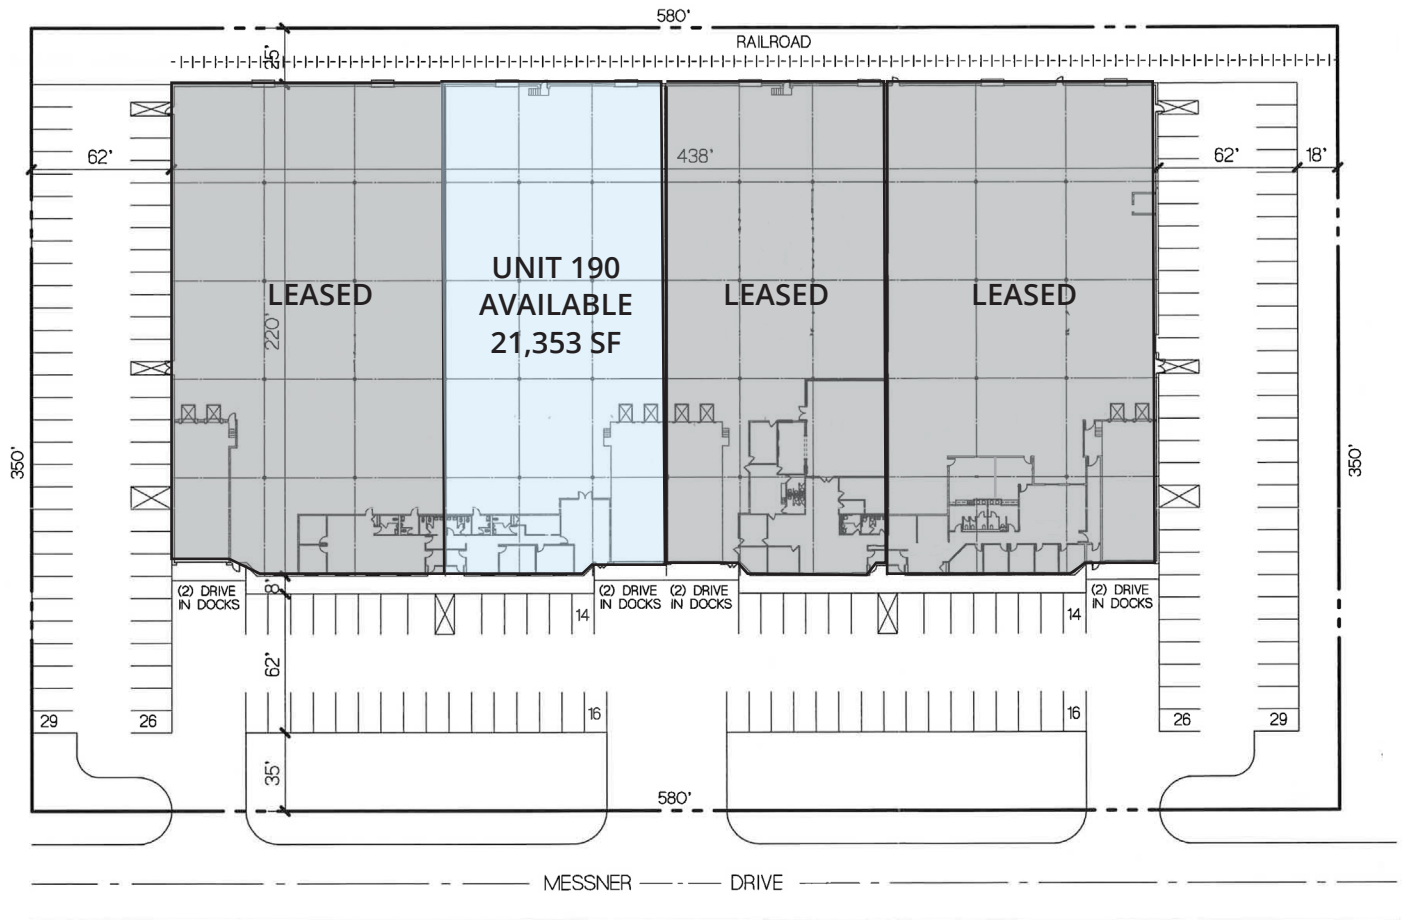 580'
RAILROAD
25'
62'
438'
62'
18'
UNIT 190
AVAILABLE
21,353 SF
LEASED
LEASED
LEASED
220'
350'
350'
8'
(2) DRIVE
IN DOCKS
(2) DRIVE
IN DOCKS
(2) DRIVE
IN DOCKS
(2) DRIVE
IN DOCKS
14
14
62'
16
16
29
26
26
29
35'
580'
MESSNER DRIVE